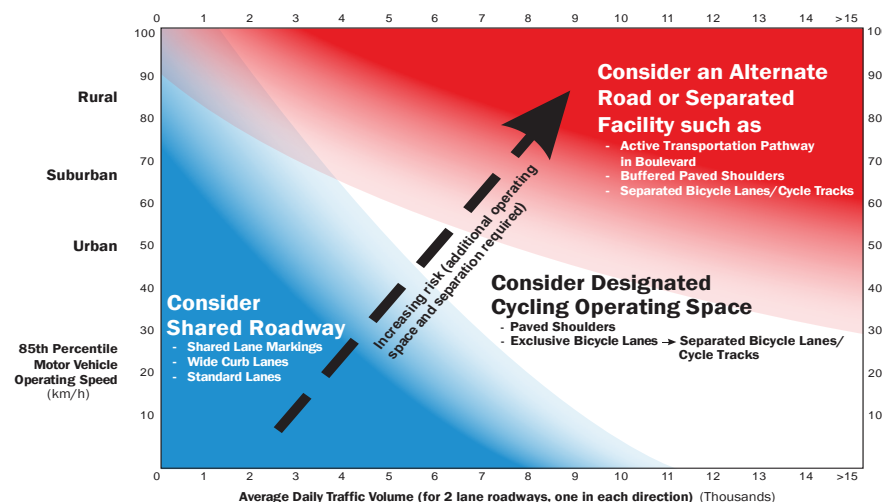 0 1 2 3 4 5 6 7 8 9 10 11 12 13 14 >15
100 100
90 90
80 80
70 70
60 60
50 50
40 40
30 30
20 20
10 10
Rural
Suburban
Urban
85th Percentile
Motor Vehicle
Operating Speed
(km/h)
Consider an Alternate
Road or Separated
Facility such as
- Active Transportation Pathway
in Boulevard
- Buffered Paved Shoulders
- Separated Bicycle Lanes/Cycle Tracks
Increasing risk (additional operating
space and separation required)
Consider Designated
Cycling Operating Space
- Paved Shoulders
- Exclusive Bicycle Lanes → Separated Bicycle Lanes/
Cycle Tracks
Consider
Shared Roadway
- Shared Lane Markings
- Wide Curb Lanes
- Standard Lanes
0 1 2 3 4 5 6 7 8 9 10 11 12 13 14 >15
Average Daily Traffic Volume (for 2 lane roadways, one in each direction) (Thousands)